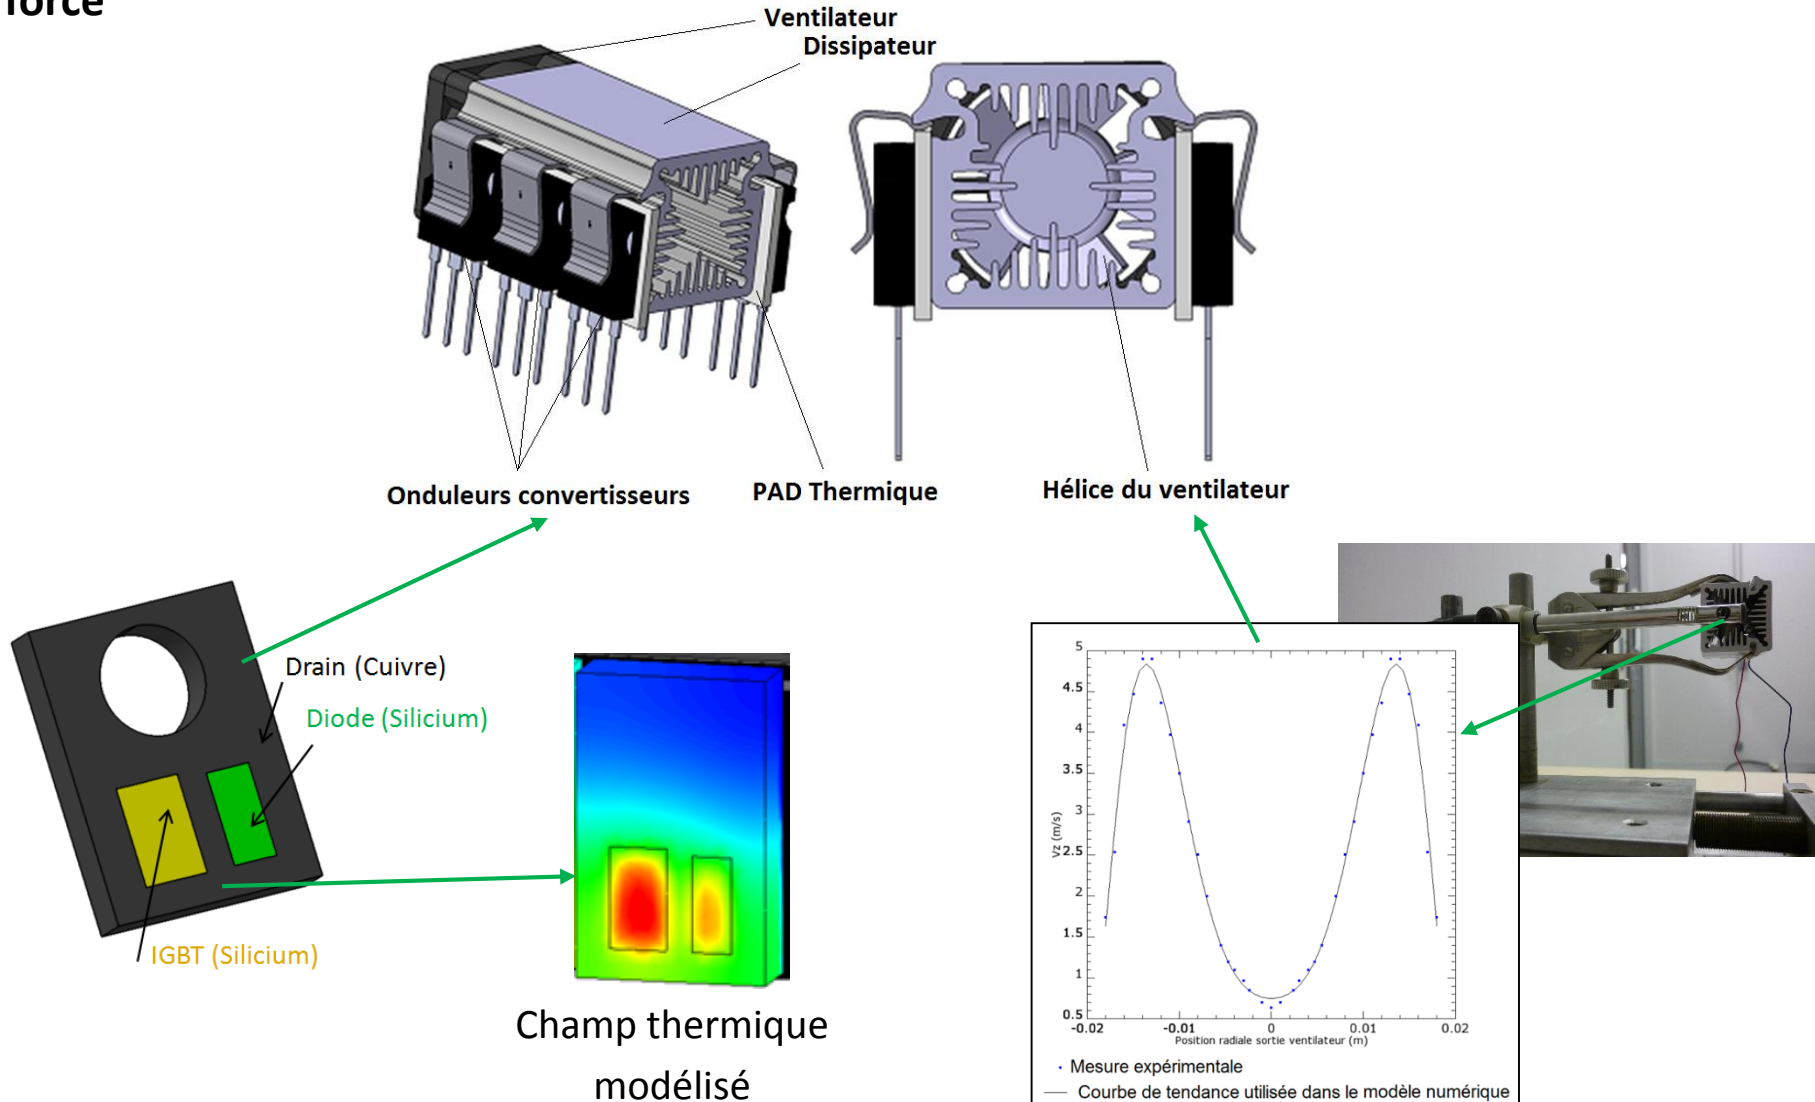 force
Ventilateur
Dissipateur
Onduleurs convertisseurs
PAD Thermique
Hélice du ventilateur
Drain (Cuivre)
Diode (Silicium)
IGBT (Silicium)
Champ thermique
modélisé
5
4.5
4
3.5
3
2.5
2
1.5
1
0.5
Vz (m/s)
-0.02
-0.01
0
0.01
0.02
Position radiale sortie ventilateur (m)
Mesure expérimentale
Courbe de tendance utilisée dans le modèle numérique